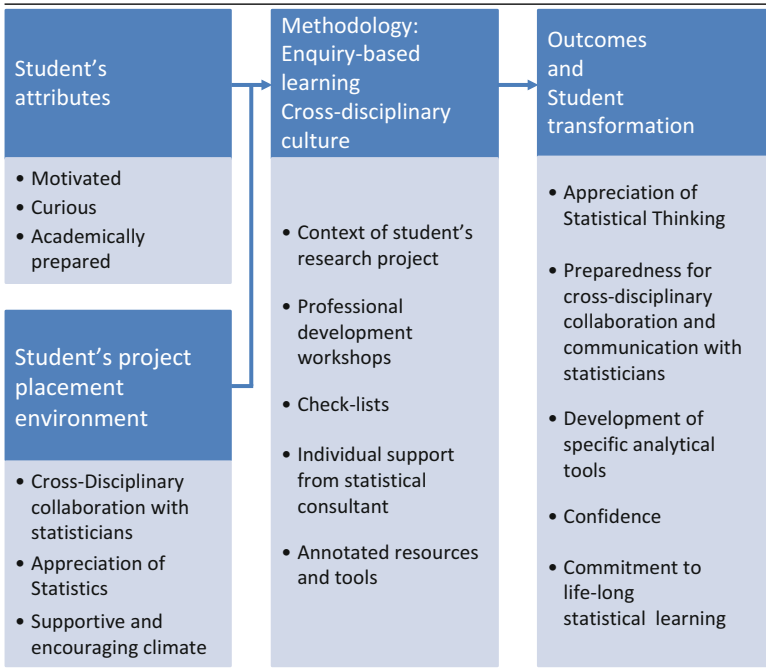 Student’s
attributes
• Motivated
• Curious
• Academically
prepared
Student’s project
placement
environment
• Cross-Disciplinary
collaboration with
statisticians
• Appreciation of
Statistics
• Supportive and
encouraging climate
Methodology:
Enquiry-based
learning
Cross-disciplinary
culture
• Context of student’s
research project
• Professional
development
workshops
• Check-lists
• Individual support
from statistical
consultant
• Annotated resources
and tools
Outcomes
and
Student
transformation
• Appreciation of
Statistical Thinking
• Preparedness for
cross-disciplinary
collaboration and
communication with
statisticians
• Development of
specific analytical
tools
• Confidence
• Commitment to
life-long
statistical learning